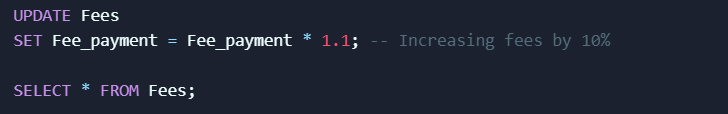 UPDATE Fees
SET Fee_payment = Fee_payment * 1.1; -- Increasing fees by 10%
SELECT * FROM Fees;